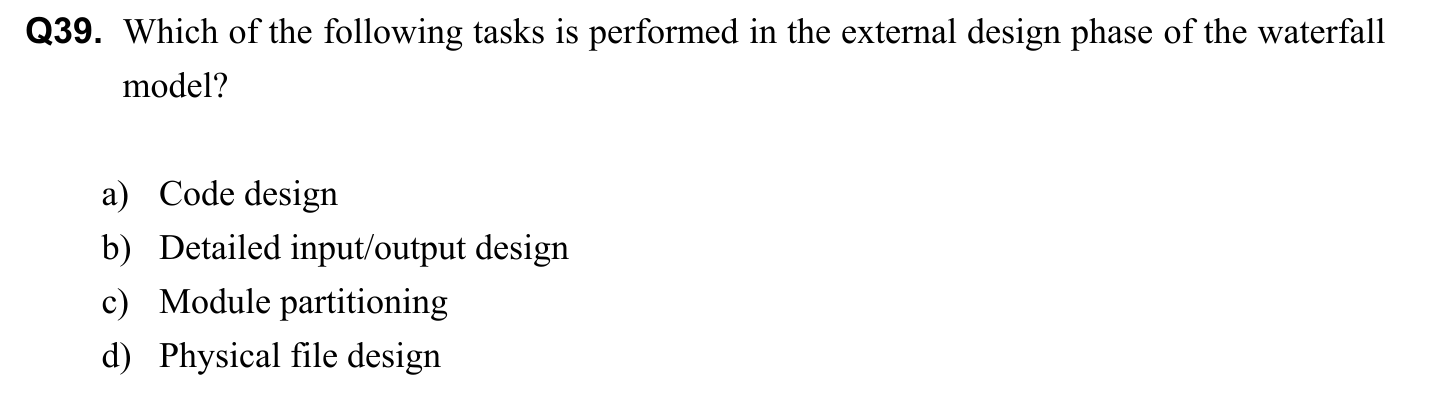 Q39. Which of the following tasks is performed in the external design phase of the waterfall
model?
a) Code design
b) Detailed input/output design
c) Module partitioning
d) Physical file design